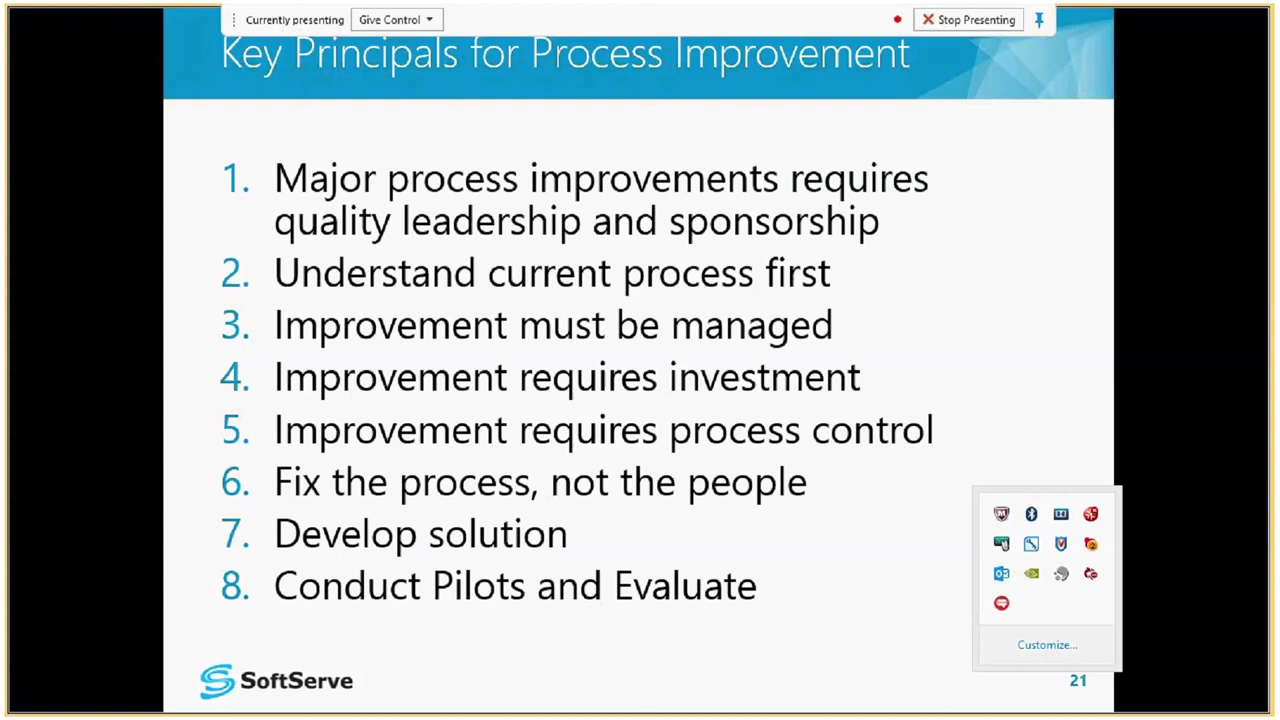 Currently presenting Give Control Stop Presenting
Key Principals for Process Improvement
1. Major process improvements requires
quality leadership and sponsorship
2. Understand current process first
3. Improvement must be managed
4. Improvement requires investment
5. Improvement requires process control
6. Fix the process, not the people
7. Develop solution
8. Conduct Pilots and Evaluate
Customize...
SoftServe
21